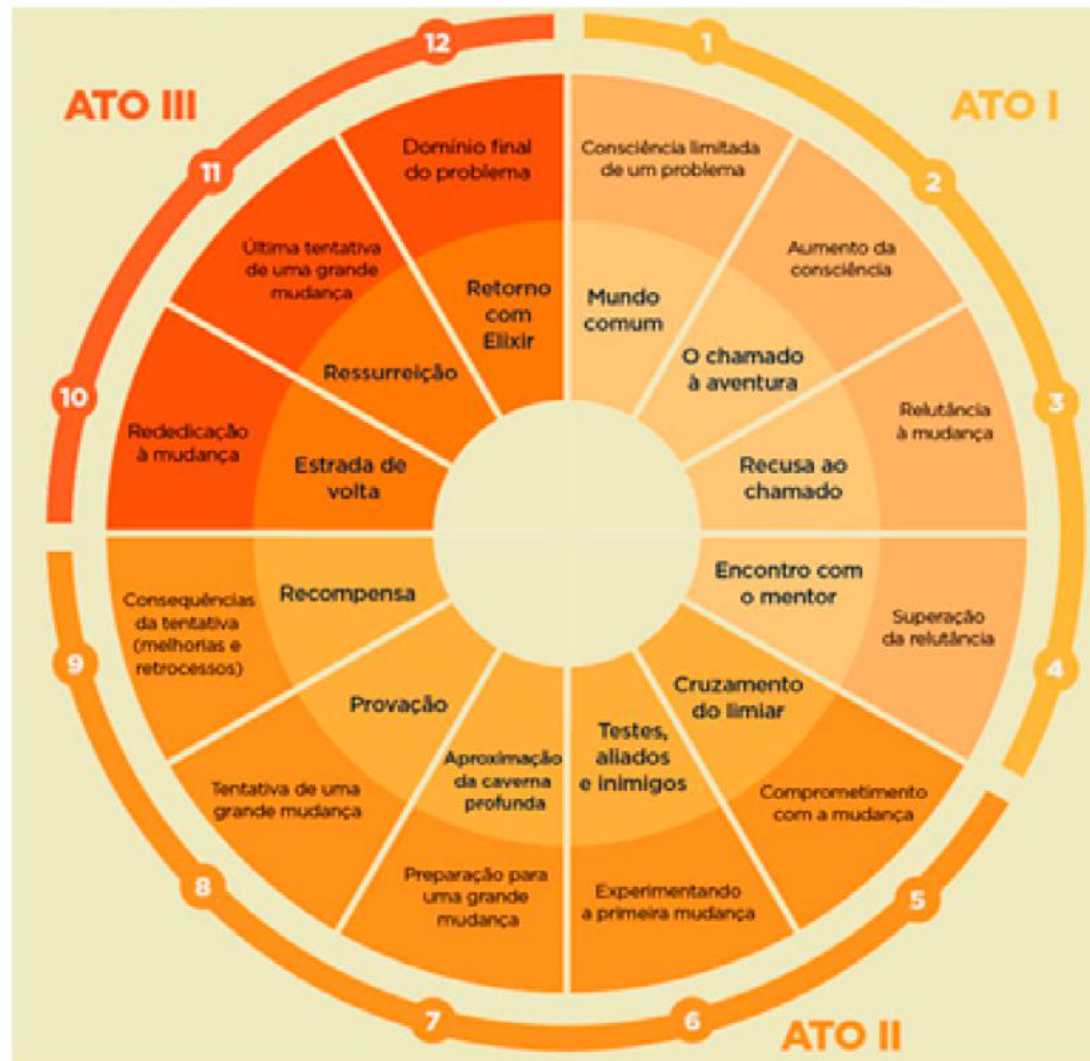 ATO I
1
Consciência limitada
de um problema
Mundo
comum
2
Aumento da
consciência
O chamado
à aventura
3
Relutância
à mudança
Recusa ao
chamado
4
Superação
da relutância
Encontro com
o mentor
ATO II
5
Comprometimento
com a mudança
Cruzamento
do limiar
6
Experimentando
a primeira mudança
Testes,
aliados
e inimigos
7
Preparação para
uma grande
mudança
Aproximação
da caverna
profunda
8
Tentativa de uma
grande mudança
Provação
9
Consequências
da tentativa
(melhorias e
retrocessos)
Recompensa
ATO III
10
Rededicação
à mudança
Estrada de
volta
11
Última tentativa
de uma grande
mudança
Ressurreição
12
Domínio final
do problema
Retorno
com
Elixir